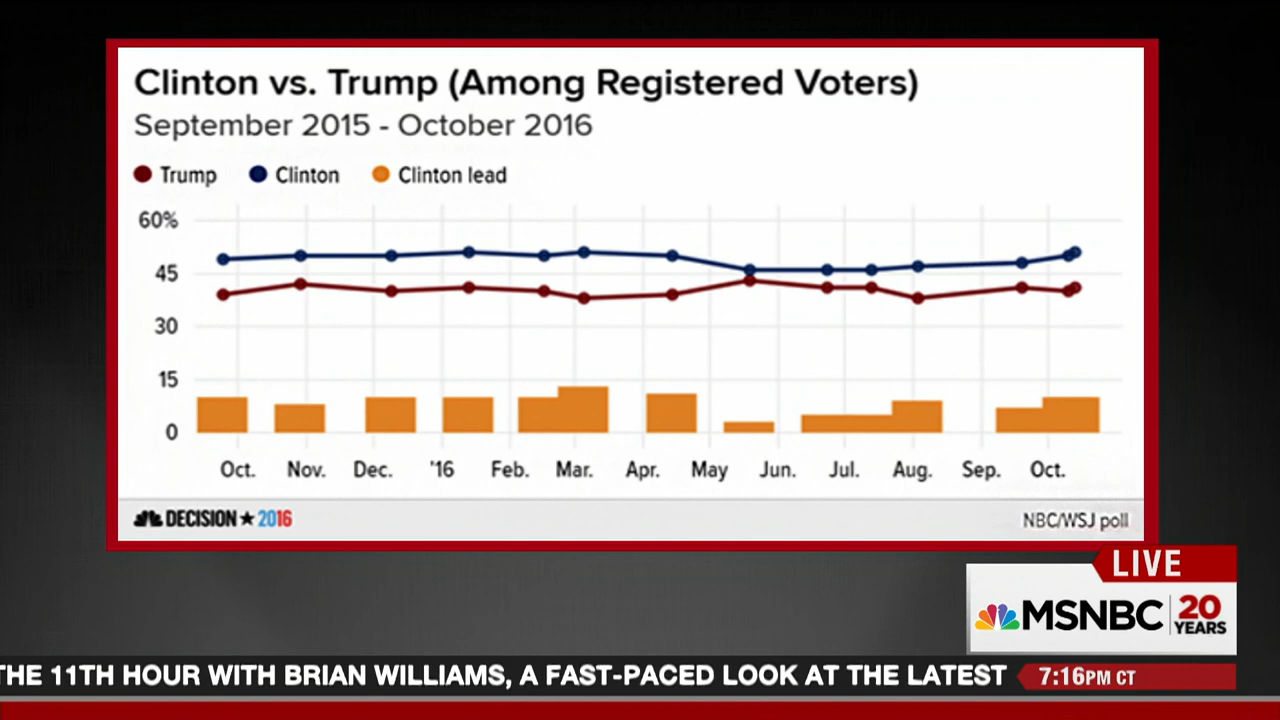 Clinton vs. Trump (Among Registered Voters)
September 2015 - October 2016
Trump Clinton Clinton lead
60%
45
30
15
0
Oct. Nov. Dec. '16 Feb. Mar. Apr. May Jun. Jul. Aug. Sep. Oct.
DECISION★2016 NBC/WSJ poll
LIVE
MSNBC 20 YEARS
THE 11TH HOUR WITH BRIAN WILLIAMS, A FAST-PACED LOOK AT THE LATEST 7:16PM CT